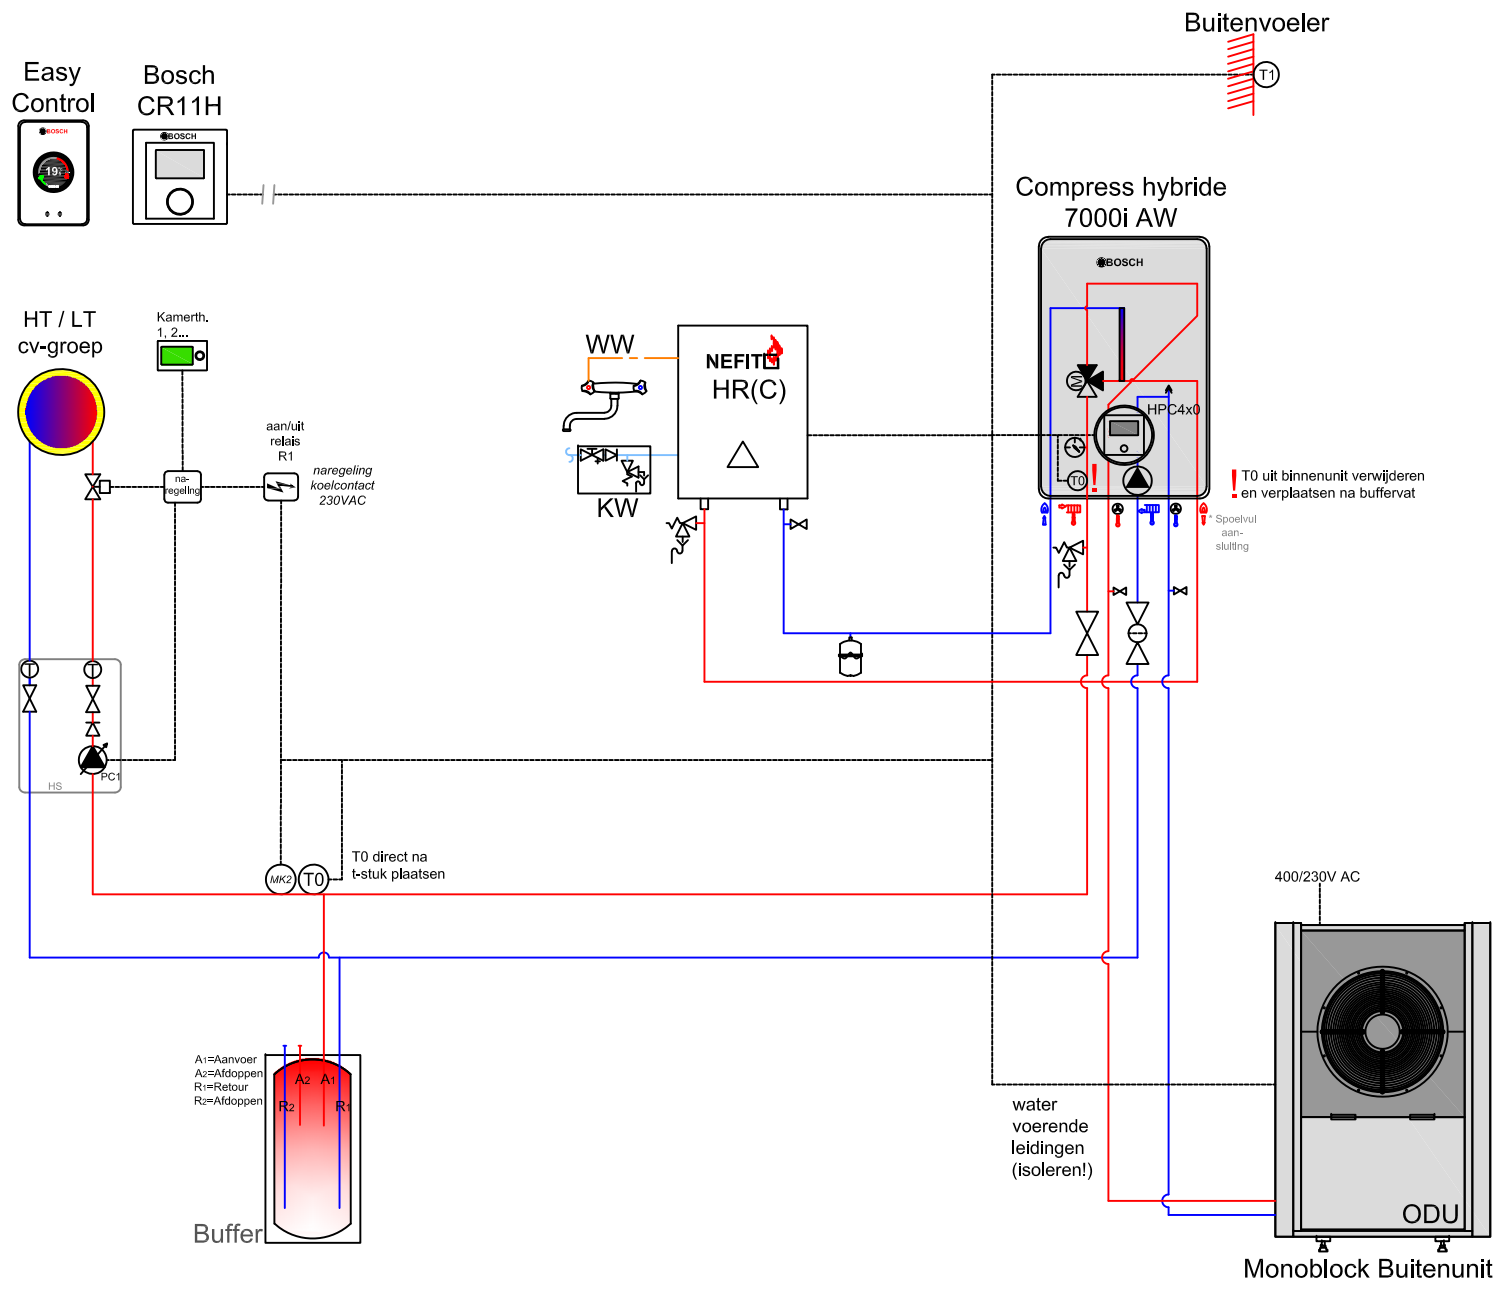 Buitenvoeler
T1
Easy
Control
BOSCH
19
Bosch
CR11H
BOSCH
Compress hybride
7000i AW
BOSCH
M
HPC4x0
T0
!
! T0 uit binnenunit verwijderen
en verplaatsen na buffervat
* Spoelvul
aan-
sluiting
HT / LT
cv-groep
Kamerth.
1, 2...
aan/uit
relais
R1
na-
regeling
naregeling
koelcontact
230VAC
WW
KW
NEFIT
HR(C)
T
T
PC1
HS
MK2
T0
T0 direct na
t-stuk plaatsen
400/230V AC
A1=Aanvoer
A2=Afdoppen
R1=Retour
R2=Afdoppen
A2
A1
R2
R1
Buffer
water
voerende
leidingen
(isoleren!)
ODU
Monoblock Buitenunit